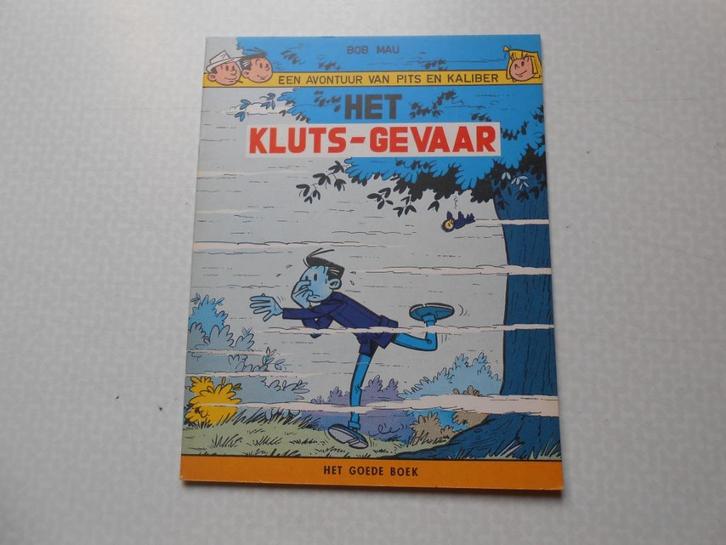 BOB MAU
EEN AVONTUUR VAN PITS EN KALIBER
HET
KLUTS-GEVAAR
HET GOEDE BOEK